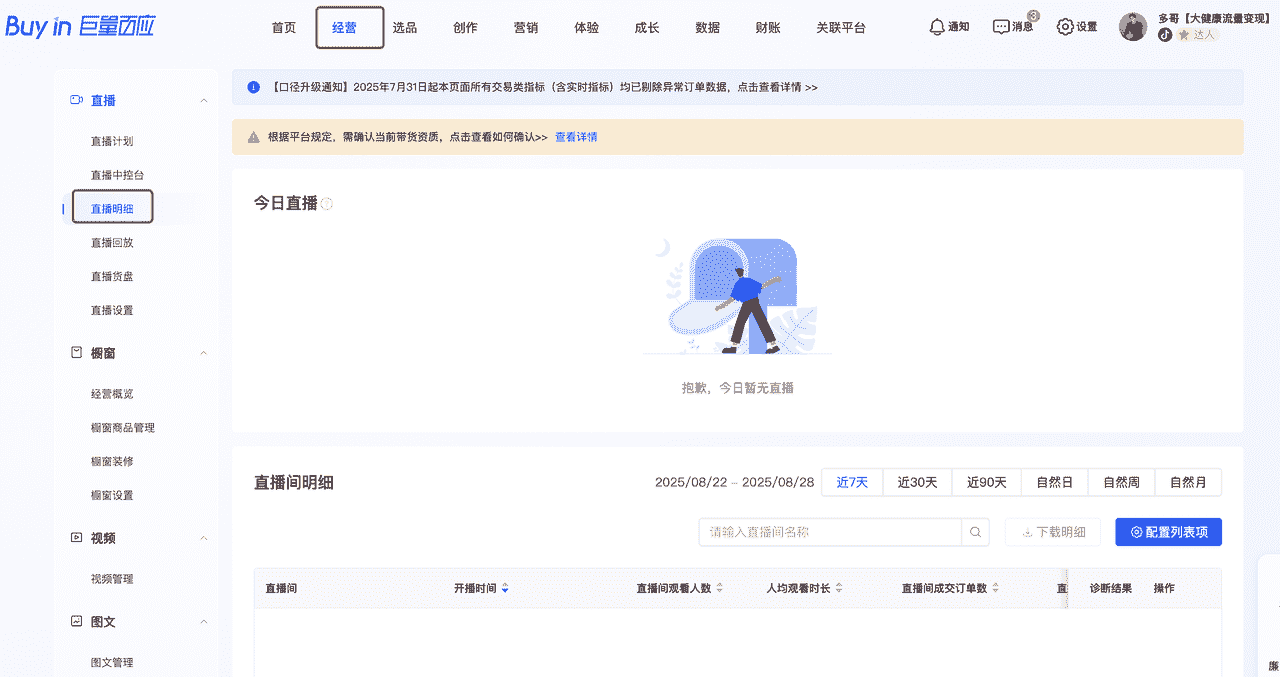 Buy in 巨量百应
首页 经营 选品 创作 营销 体验 成长 数据 财账 关联平台 通知 消息 3 设置 多哥【大健康流量变现】
达人
直播
直播计划
直播中控台
直播明细
直播回放
直播货盘
直播设置
橱窗
经营概览
橱窗商品管理
橱窗装修
橱窗设置
视频
视频管理
图文
图文管理
【口径升级通知】2025年7月31日起本页面所有交易类指标（含实时指标）均已剔除异常订单数据，点击查看详情 >>
根据平台规定，需确认当前带货资质，点击查看如何确认>> 查看详情
今日直播
抱歉，今日暂无直播
直播间明细 2025/08/22 - 2025/08/28 近7天 近30天 近90天 自然日 自然周 自然月
请输入直播间名称 下载明细 配置列表项
直播间 开播时间 直播间观看人数 人均观看时长 直播间成交订单数 直 诊断结果 操作